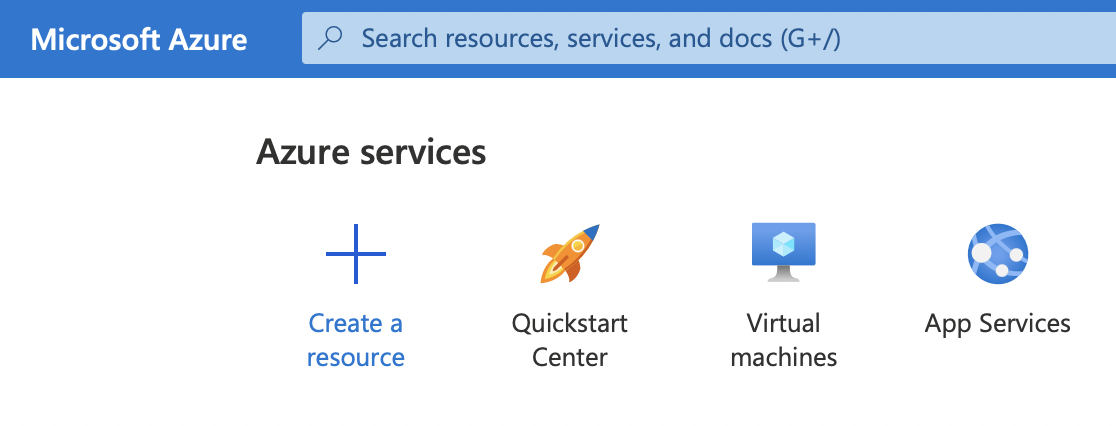 Microsoft Azure
Search resources, services, and docs (G+/)
Azure services
Create a
resource
Quickstart
Center
Virtual
machines
App Services